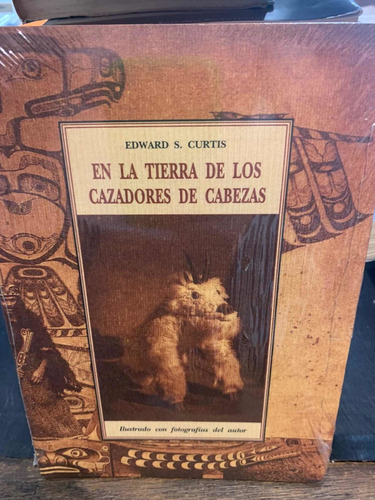 EDWARD S. CURTIS
EN LA TIERRA DE LOS
CAZADORES DE CABEZAS
Ilustrado con fotografías del autor